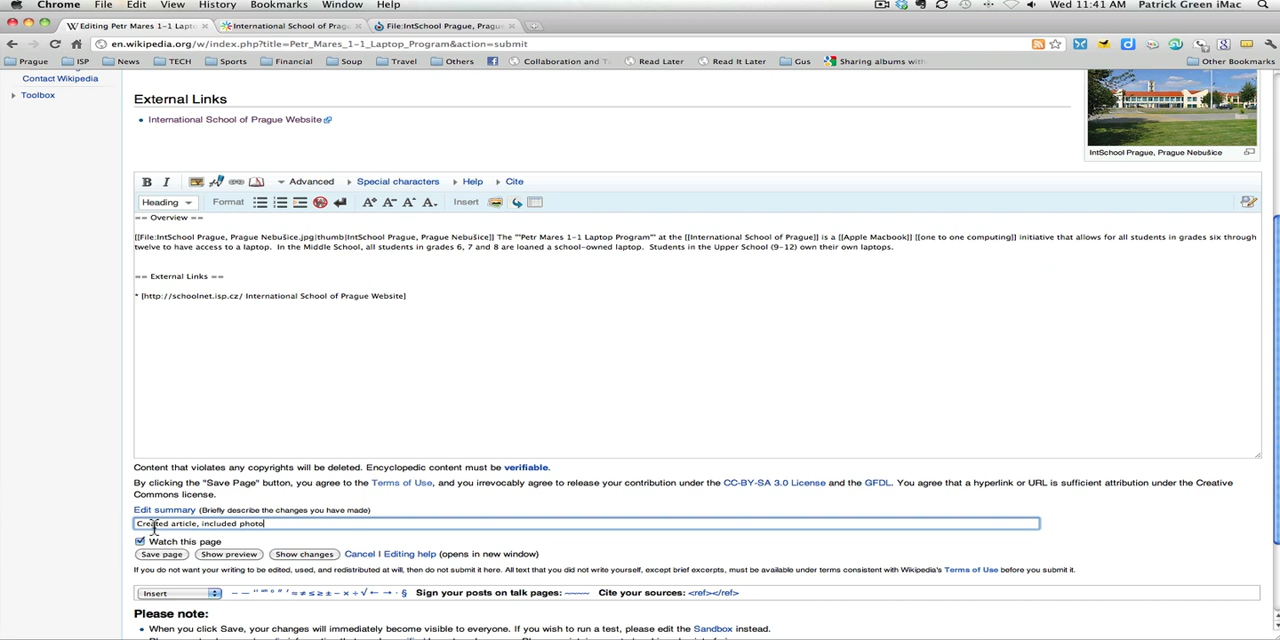 Chrome File Edit View History Bookmarks Window Help Wed 11:41 AM Patrick Green iMac
Editing Petr Mares 1-1 Lapt International School of Prag File:IntSchool Prague, Prague
en.wikipedia.org/w/index.php?title=Petr_Mares_1-1_Laptop_Program&action=submit
Prague ISP News TECH Sports Financial Soup Travel Others Collaboration and T Read Later Read It Later Gus Sharing albums with Other Bookmarks
Contact Wikipedia
Toolbox
External Links
International School of Prague Website
IntSchool Prague, Prague Nebušice
B I Advanced Special characters Help Cite
Heading Format Insert
== Overview ==
[[File:IntSchool Prague, Prague Nebušice.jpg|thumb|IntSchool Prague, Prague Nebušice]] The '''Petr Mares 1-1 Laptop Program''' at the [[International School of Prague]] is a [[Apple Macbook]] [[one to one computing]] initiative that allows for all students in grades six through
twelve to have access to a laptop. In the Middle School, all students in grades 6, 7 and 8 are loaned a school-owned laptop. Students in the Upper School (9-12) own their own laptops.
== External Links ==
* [http://schoolnet.isp.cz/ International School of Prague Website]
Content that violates any copyrights will be deleted. Encyclopedic content must be verifiable.
By clicking the "Save Page" button, you agree to the Terms of Use, and you irrevocably agree to release your contribution under the CC-BY-SA 3.0 License and the GFDL. You agree that a hyperlink or URL is sufficient attribution under the Creative
Commons license.
Edit summary (Briefly describe the changes you have made)
Created article, included photo
Watch this page
Save page Show preview Show changes Cancel | Editing help (opens in new window)
If you do not want your writing to be edited, used, and redistributed at will, then do not submit it here. All text that you did not write yourself, except brief excerpts, must be available under terms consistent with Wikipedia's Terms of Use before you submit it.
Insert – — ' ' " " ° ″ ′ ≈ ≠ ≤ ≥ ± − × ÷ √ ← → · § Sign your posts on talk pages: ~~~~ Cite your sources: <ref></ref>
Please note:
When you click Save, your changes will immediately become visible to everyone. If you wish to run a test, please edit the Sandbox instead.